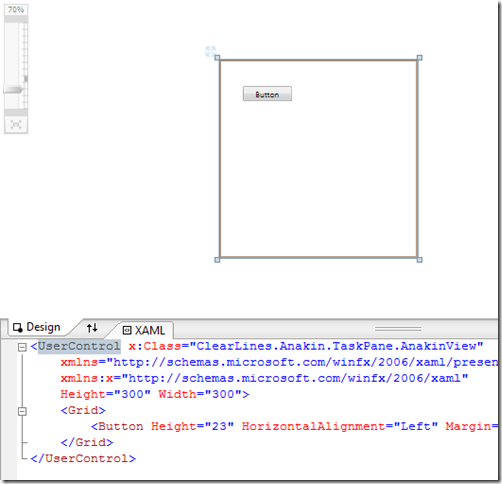 70%
Button
Design XAML
<UserControl x:Class="ClearLines.Anakin.TaskPane.AnakinView"
xmlns="http://schemas.microsoft.com/winfx/2006/xaml/presen
xmlns:x="http://schemas.microsoft.com/winfx/2006/xaml"
Height="300" Width="300">
<Grid>
<Button Height="23" HorizontalAlignment="Left" Margin=
</Grid>
</UserControl>